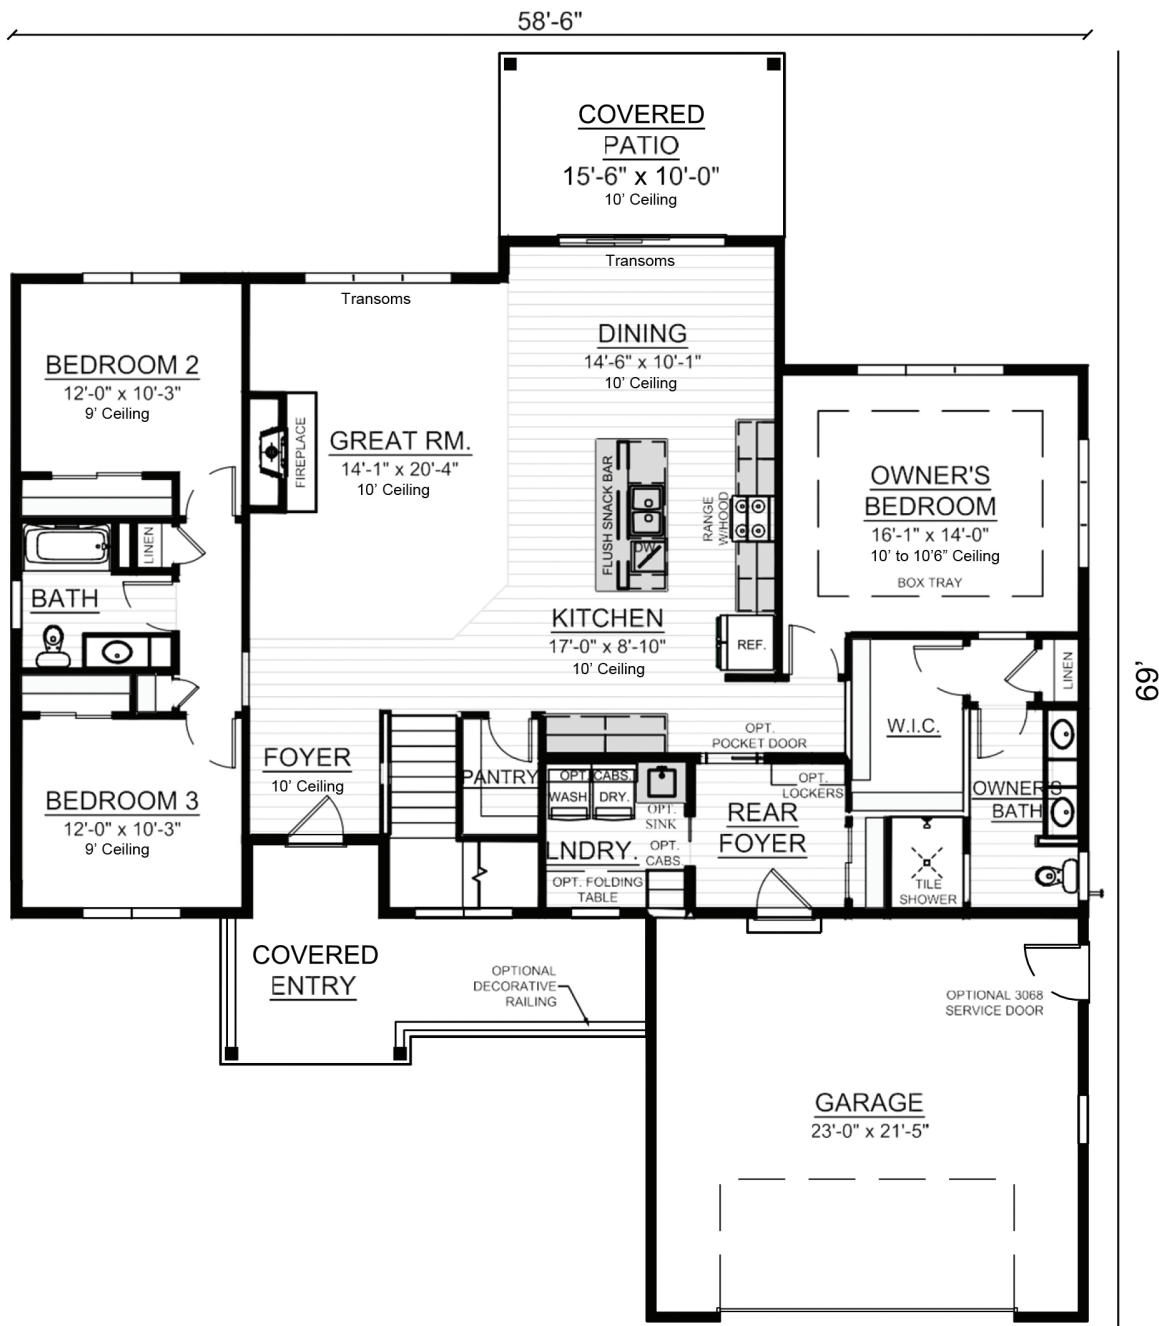 58'-6"
COVERED
PATIO
15'-6" x 10'-0"
10' Ceiling
Transoms
Transoms
DINING
14'-6" x 10'-1"
10' Ceiling
BEDROOM 2
12'-0" x 10'-3"
9' Ceiling
FIREPLACE
GREAT RM.
14'-1" x 20'-4"
10' Ceiling
FLUSH SNACK BAR
DW
RANGE
W/HOOD
OWNER'S
BEDROOM
16'-1" x 14'-0"
10' to 10'6" Ceiling
BOX TRAY
LINEN
BATH
KITCHEN
17'-0" x 8'-10"
10' Ceiling
REF.
LINEN
69'
W.I.C.
OPT.
POCKET DOOR
FOYER
10' Ceiling
PANTRY
OPT. CABS.
WASH. DRY.
OPT.
SINK
OPT.
LOCKERS
OWNER'S
BATH
BEDROOM 3
12'-0" x 10'-3"
9' Ceiling
REAR
FOYER
LNDRY.
OPT.
CABS.
OPT. FOLDING
TABLE
TILE
SHOWER
COVERED
ENTRY
OPTIONAL
DECORATIVE
RAILING
OPTIONAL 3068
SERVICE DOOR
GARAGE
23'-0" x 21'-5"